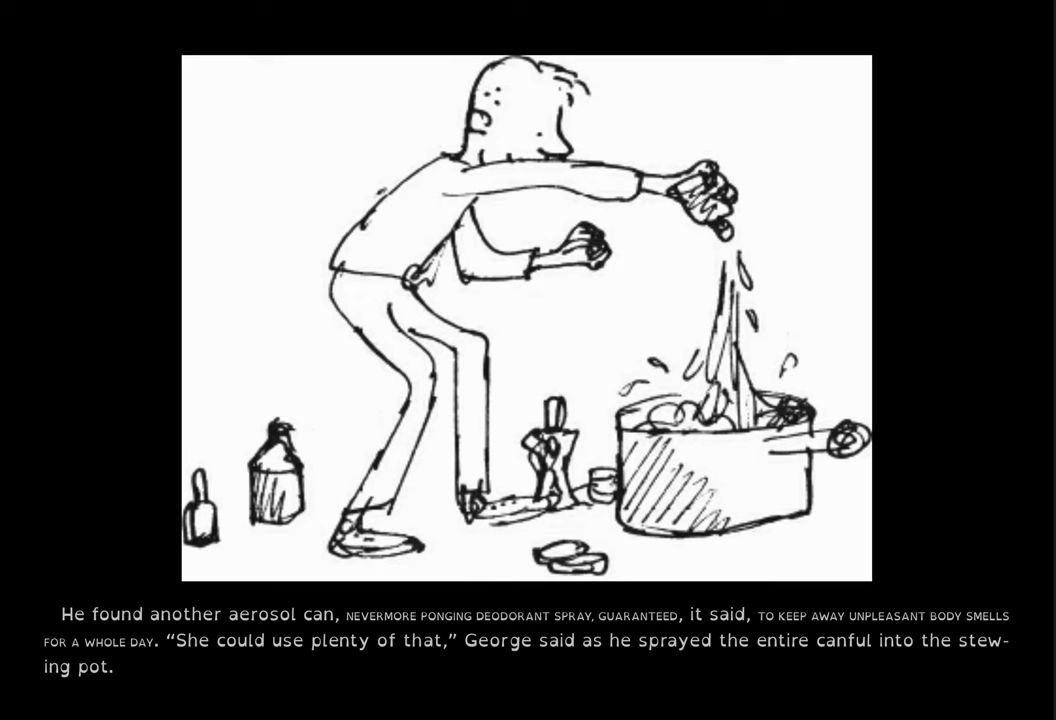 He found another aerosol can, NEVERMORE PONGING DEODORANT SPRAY, GUARANTEED, it said, TO KEEP AWAY UNPLEASANT BODY SMELLS
FOR A WHOLE DAY. “She could use plenty of that,” George said as he sprayed the entire canful into the stew-
ing pot.